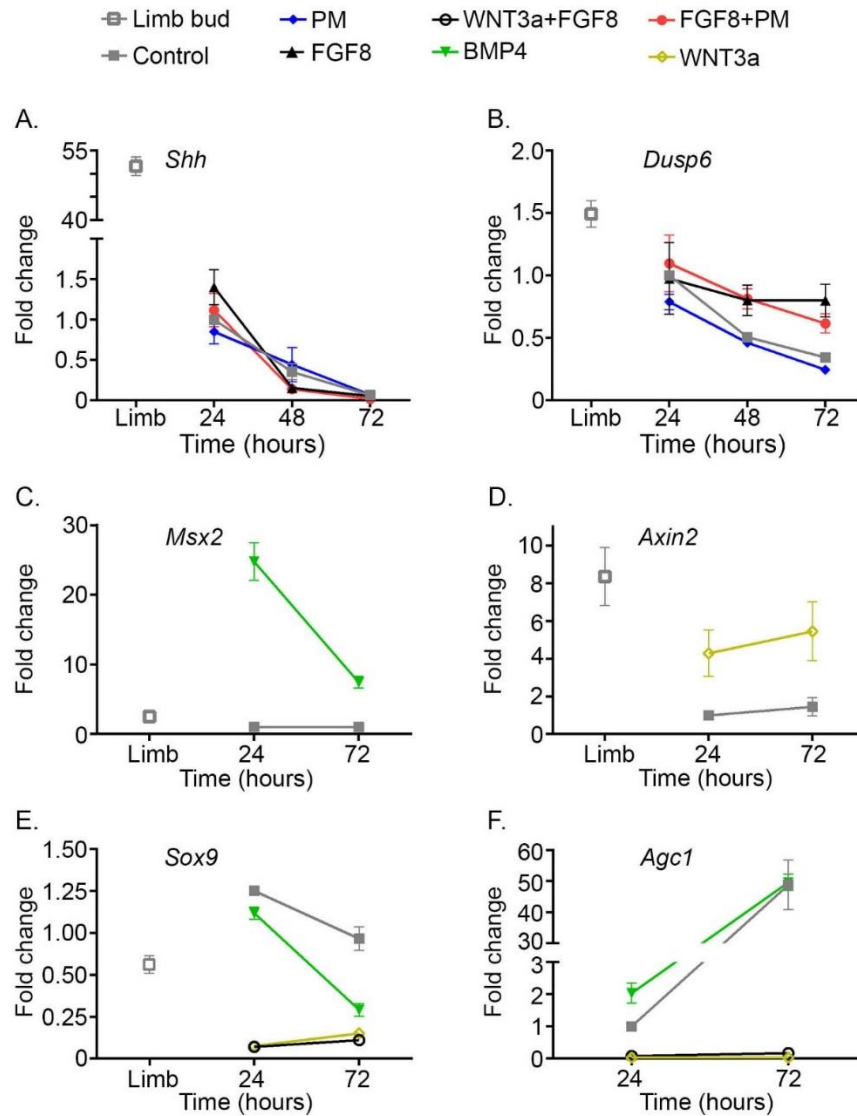 Limb bud PM WNT3a+FGF8 FGF8+PM
Control FGF8 BMP4 WNT3a
A. B.
Shh
Fold change
55
40
1.5
1.0
0.5
0
Limb 24 48 72
Time (hours)
Dusp6
Fold change
2.0
1.5
1.0
0.5
0
Limb 24 48 72
Time (hours)
C. D.
Msx2
Fold change
30
20
10
0
Limb 24 72
Time (hours)
Axin2
Fold change
10
8
6
4
2
0
Limb 24 72
Time (hours)
E. F.
Sox9
Fold change
1.50
1.25
1.00
0.50
0.25
0
Limb 24 72
Time (hours)
Agc1
Fold change
60
50
40
30
3
2
1
0
24 72
Time (hours)